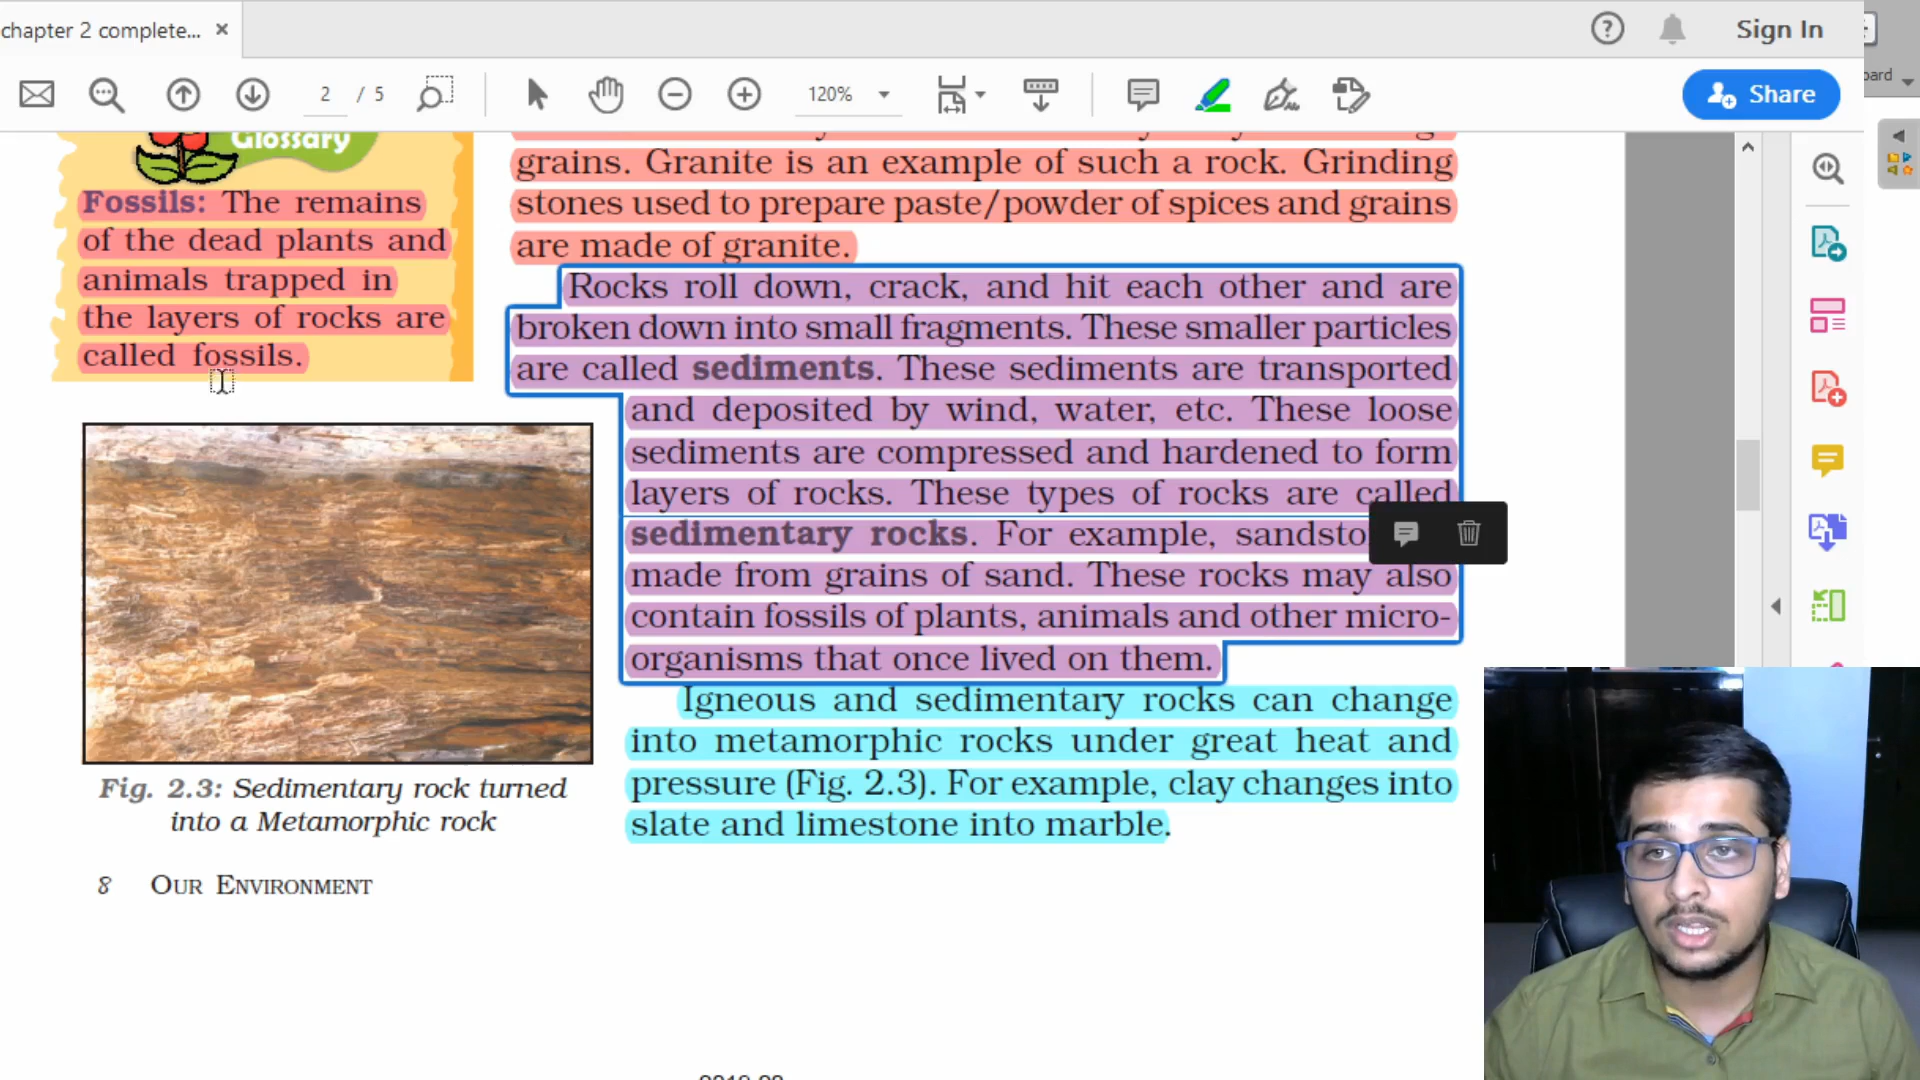 chapter 2 complete...
Sign In
2 / 5
120%
Share
Glossary
Fossils: The remains
of the dead plants and
animals trapped in
the layers of rocks are
called fossils.
grains. Granite is an example of such a rock. Grinding
stones used to prepare paste/powder of spices and grains
are made of granite.
Rocks roll down, crack, and hit each other and are
broken down into small fragments. These smaller particles
are called sediments. These sediments are transported
and deposited by wind, water, etc. These loose
sediments are compressed and hardened to form
layers of rocks. These types of rocks are called
sedimentary rocks. For example,
made from grains of sand. These rocks may also
contain fossils of plants, animals and other micro-
organisms that once lived on them.
Igneous and sedimentary rocks can change
into metamorphic rocks under great heat and
pressure (Fig. 2.3). For example, clay changes into
slate and limestone into marble.
Fig. 2.3: Sedimentary rock turned
into a Metamorphic rock
8 OUR ENVIRONMENT